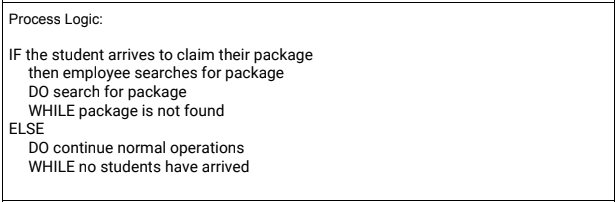 Process Logic:
IF the student arrives to claim their package
then employee searches for package
DO search for package
WHILE package is not found
ELSE
DO continue normal operations
WHILE no students have arrived